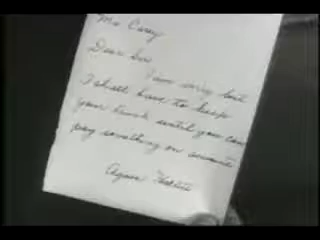 Mr Carey
Dear Sir
I am sorry but
I shall have to keep
your trunk until you can
pay something on account
Agnes